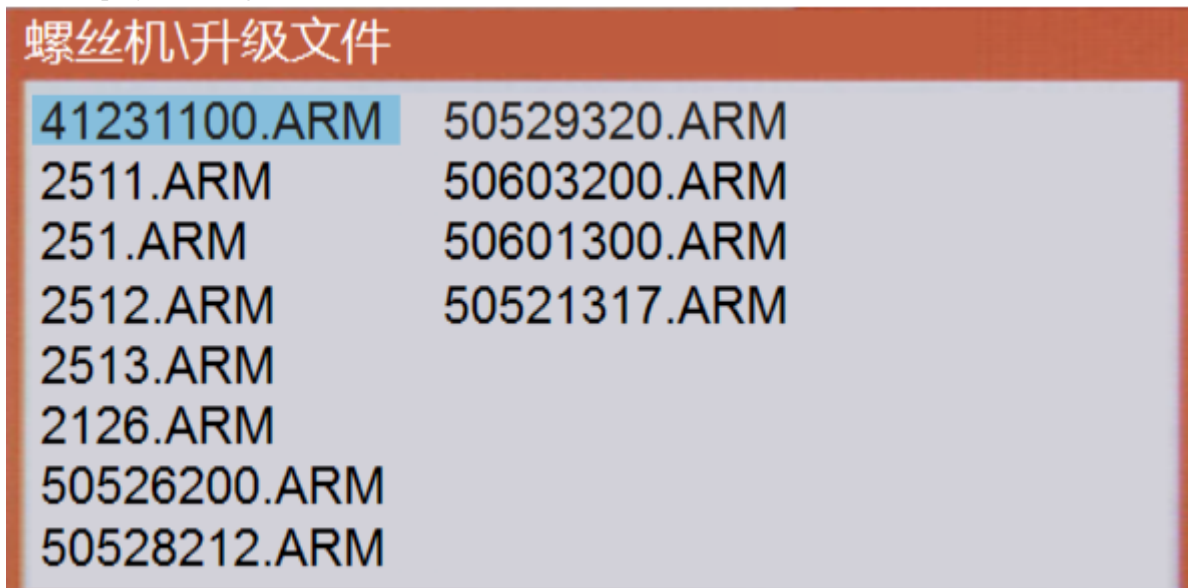 螺丝机\升级文件
41231100.ARM 50529320.ARM
2511.ARM 50603200.ARM
251.ARM 50601300.ARM
2512.ARM 50521317.ARM
2513.ARM
2126.ARM
50526200.ARM
50528212.ARM